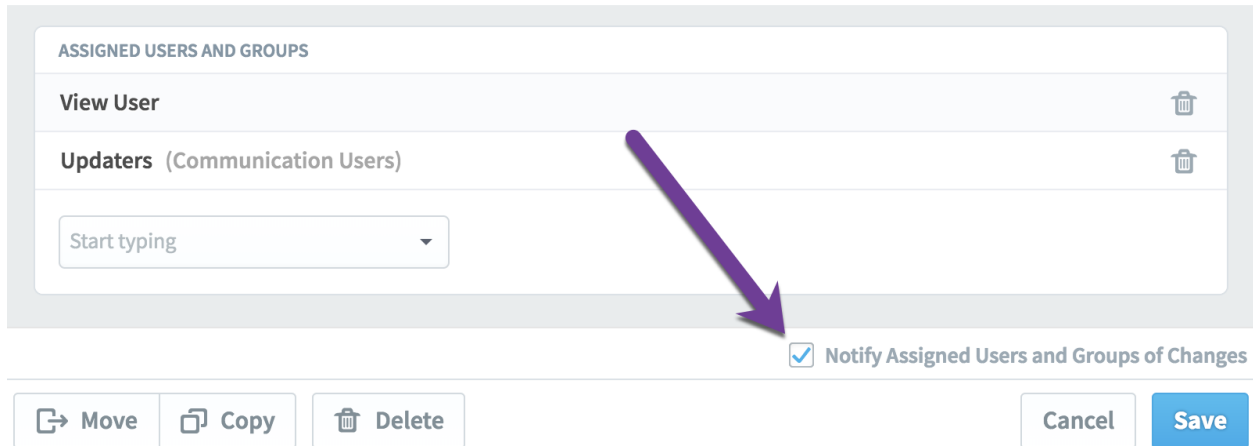 ASSIGNED USERS AND GROUPS
View User
Updaters (Communication Users)
Start typing
Notify Assigned Users and Groups of Changes
Move Copy Delete Cancel Save